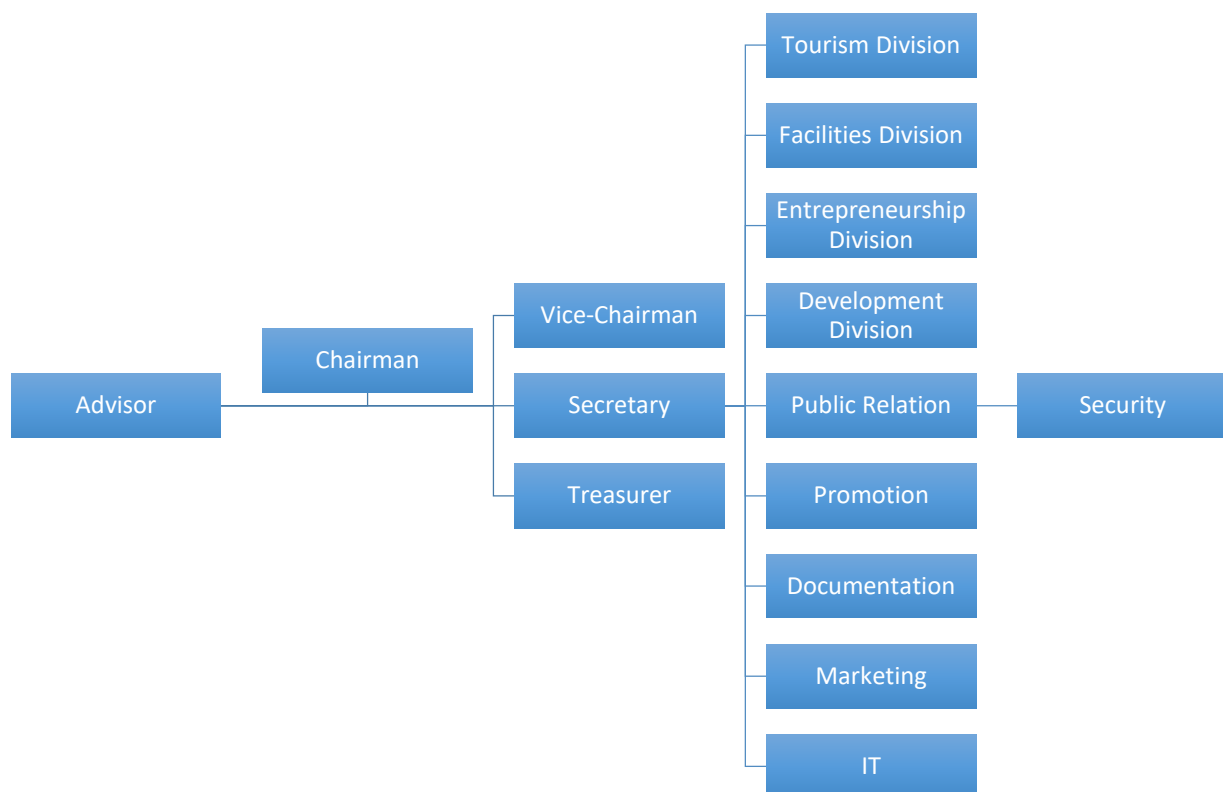 Advisor
Chairman
Vice-Chairman
Secretary
Treasurer
Tourism Division
Facilities Division
Entrepreneurship
Division
Development
Division
Public Relation
Promotion
Documentation
Marketing
IT
Security